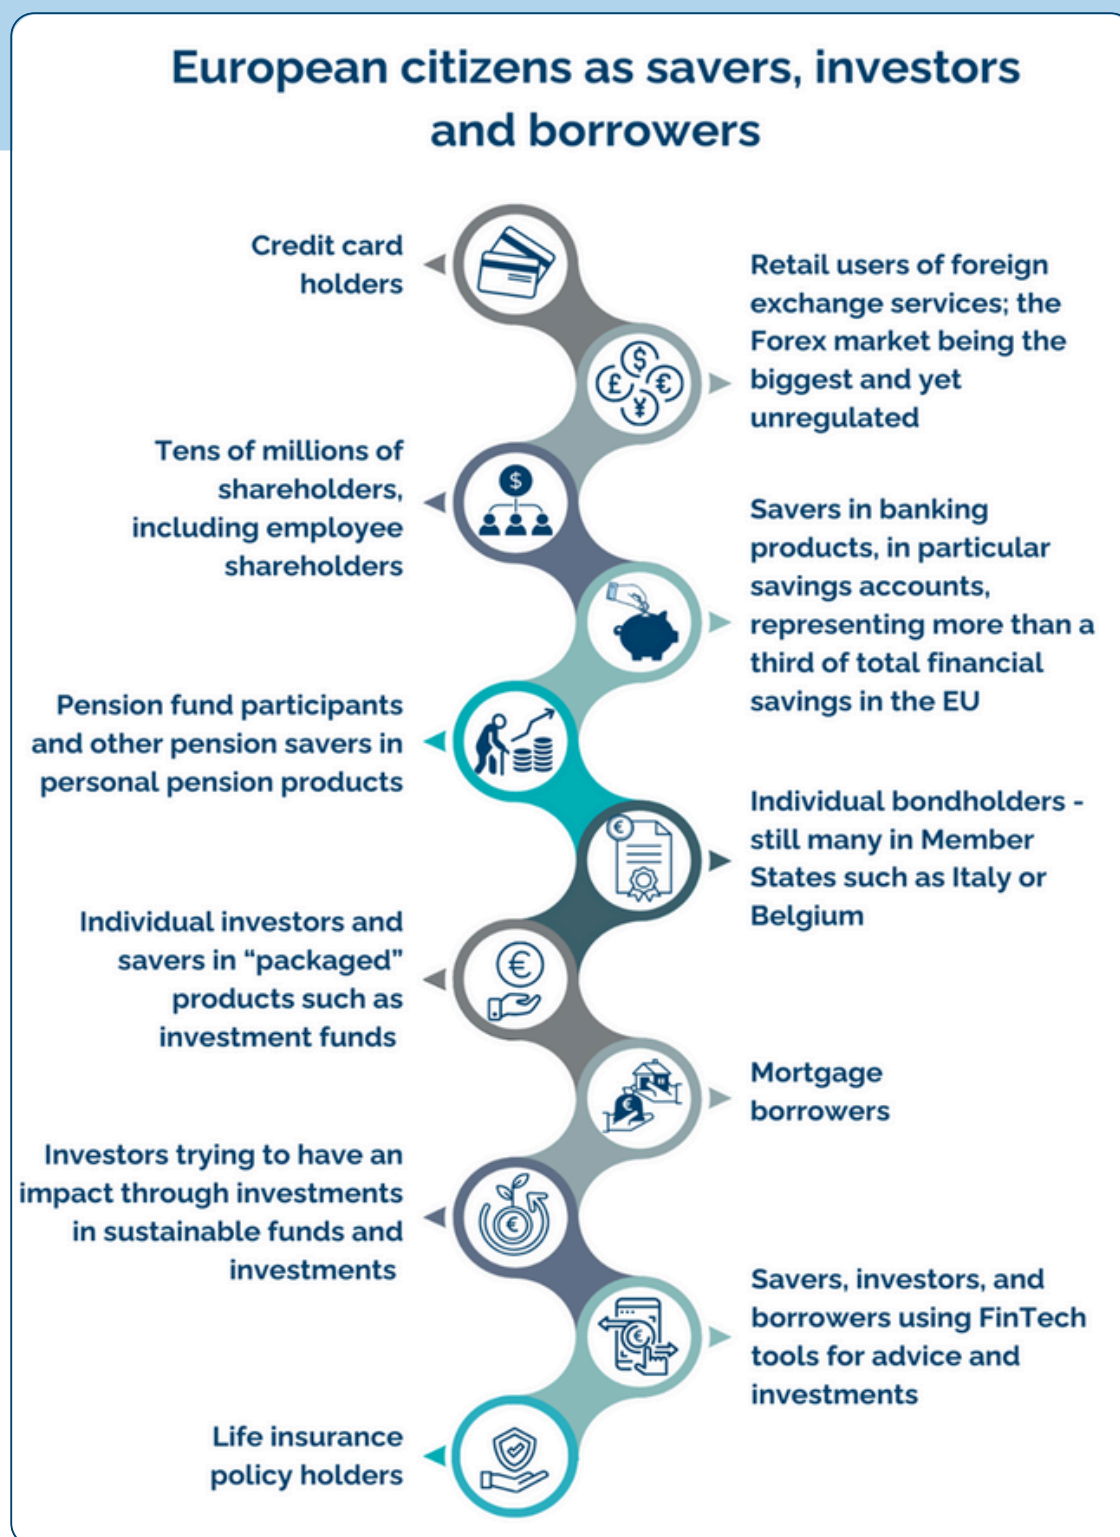 European citizens as savers, investors
and borrowers
Credit card
holders
Retail users of foreign
exchange services; the
Forex market being the
biggest and yet
unregulated
Tens of millions of
shareholders,
including employee
shareholders
Savers in banking
products, in particular
savings accounts,
representing more than a
third of total financial
savings in the EU
Pension fund participants
and other pension savers in
personal pension products
Individual bondholders -
still many in Member
States such as Italy or
Belgium
Individual investors and
savers in “packaged”
products such as
investment funds
Mortgage
borrowers
Investors trying to have an
impact through investments
in sustainable funds and
investments
Savers, investors, and
borrowers using FinTech
tools for advice and
investments
Life insurance
policy holders